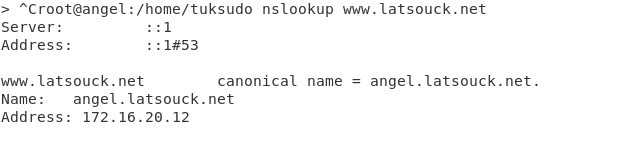 > ^Croot@angel:/home/tuksudo nslookup www.latsouck.net
Server:         ::1
Address:        ::1#53

www.latsouck.net        canonical name = angel.latsouck.net.
Name:   angel.latsouck.net
Address: 172.16.20.12